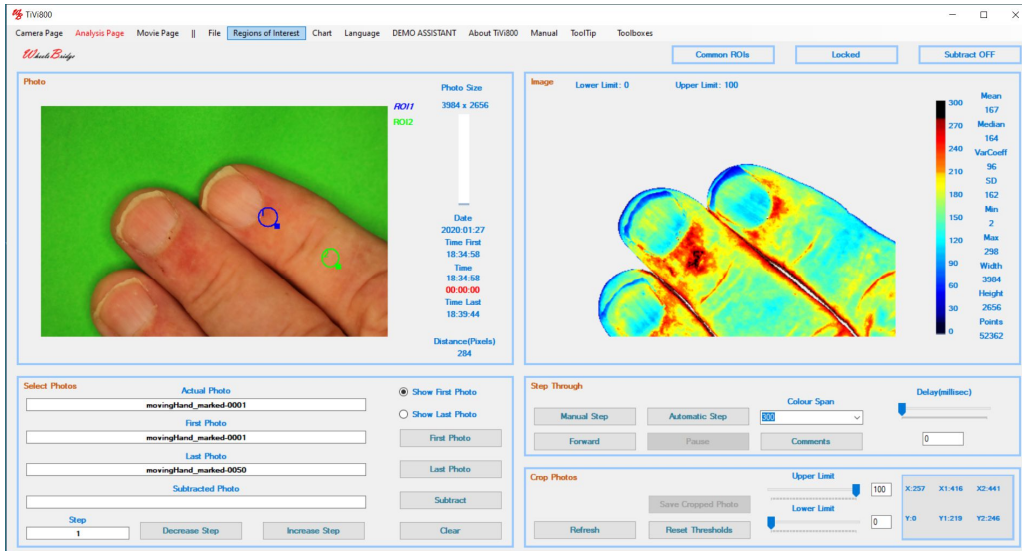 TiVi800
Camera Page Analysis Page Movie Page || File Regions of Interest Chart Language DEMO ASSISTANT About TiVi800 Manual ToolTip Toolboxes
WheelsBridge
Common ROIs Locked Subtract OFF
Photo
Photo Size
3984 x 2656
ROI1
ROI2
Date
2020:01:27
Time First
18:34:58
Time
18:34:58
00:00:00
Time Last
18:39:44
Distance(Pixels)
284
Image Lower Limit: 0 Upper Limit: 100
300
270
240
210
180
150
120
90
60
30
0
Mean
167
Median
164
VarCoeff
96
SD
162
Min
2
Max
298
Width
3984
Height
2656
Points
52362
Select Photos
Actual Photo
movingHand_marked-0001
First Photo
movingHand_marked-0001
Last Photo
movingHand_marked-0050
Subtracted Photo
Step
1
Decrease Step Increase Step
Show First Photo
Show Last Photo
First Photo
Last Photo
Subtract
Clear
Step Through
Manual Step Automatic Step
Colour Span
300
Forward Pause Comments
Delay(millisec)
0
Crop Photos
Upper Limit
100
Save Cropped Photo
Lower Limit
0
Refresh Reset Thresholds
X:257 X1:416 X2:441
Y:0 Y1:219 Y2:246